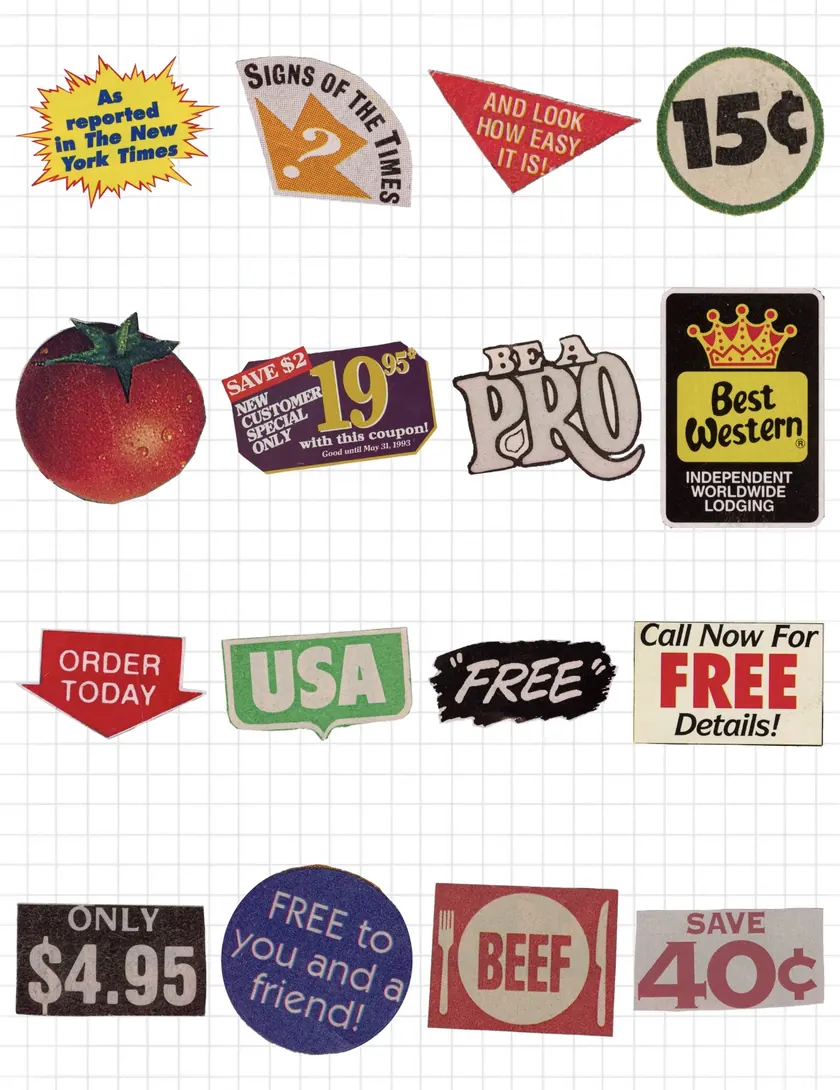 As
reported
in The New
York Times
SIGNS OF THE TIMES
?
AND LOOK
HOW EASY
IT IS!
15¢
SAVE $2
NEW
CUSTOMER
SPECIAL
ONLY
19 95*
with this coupon!
Good until May 31, 1993
BE A
PRO
Best
Western®
INDEPENDENT
WORLDWIDE
LODGING
ORDER
TODAY
USA
"FREE"
Call Now For
FREE
Details!
ONLY
$4.95
FREE to
you and a
friend!
BEEF
SAVE
40¢